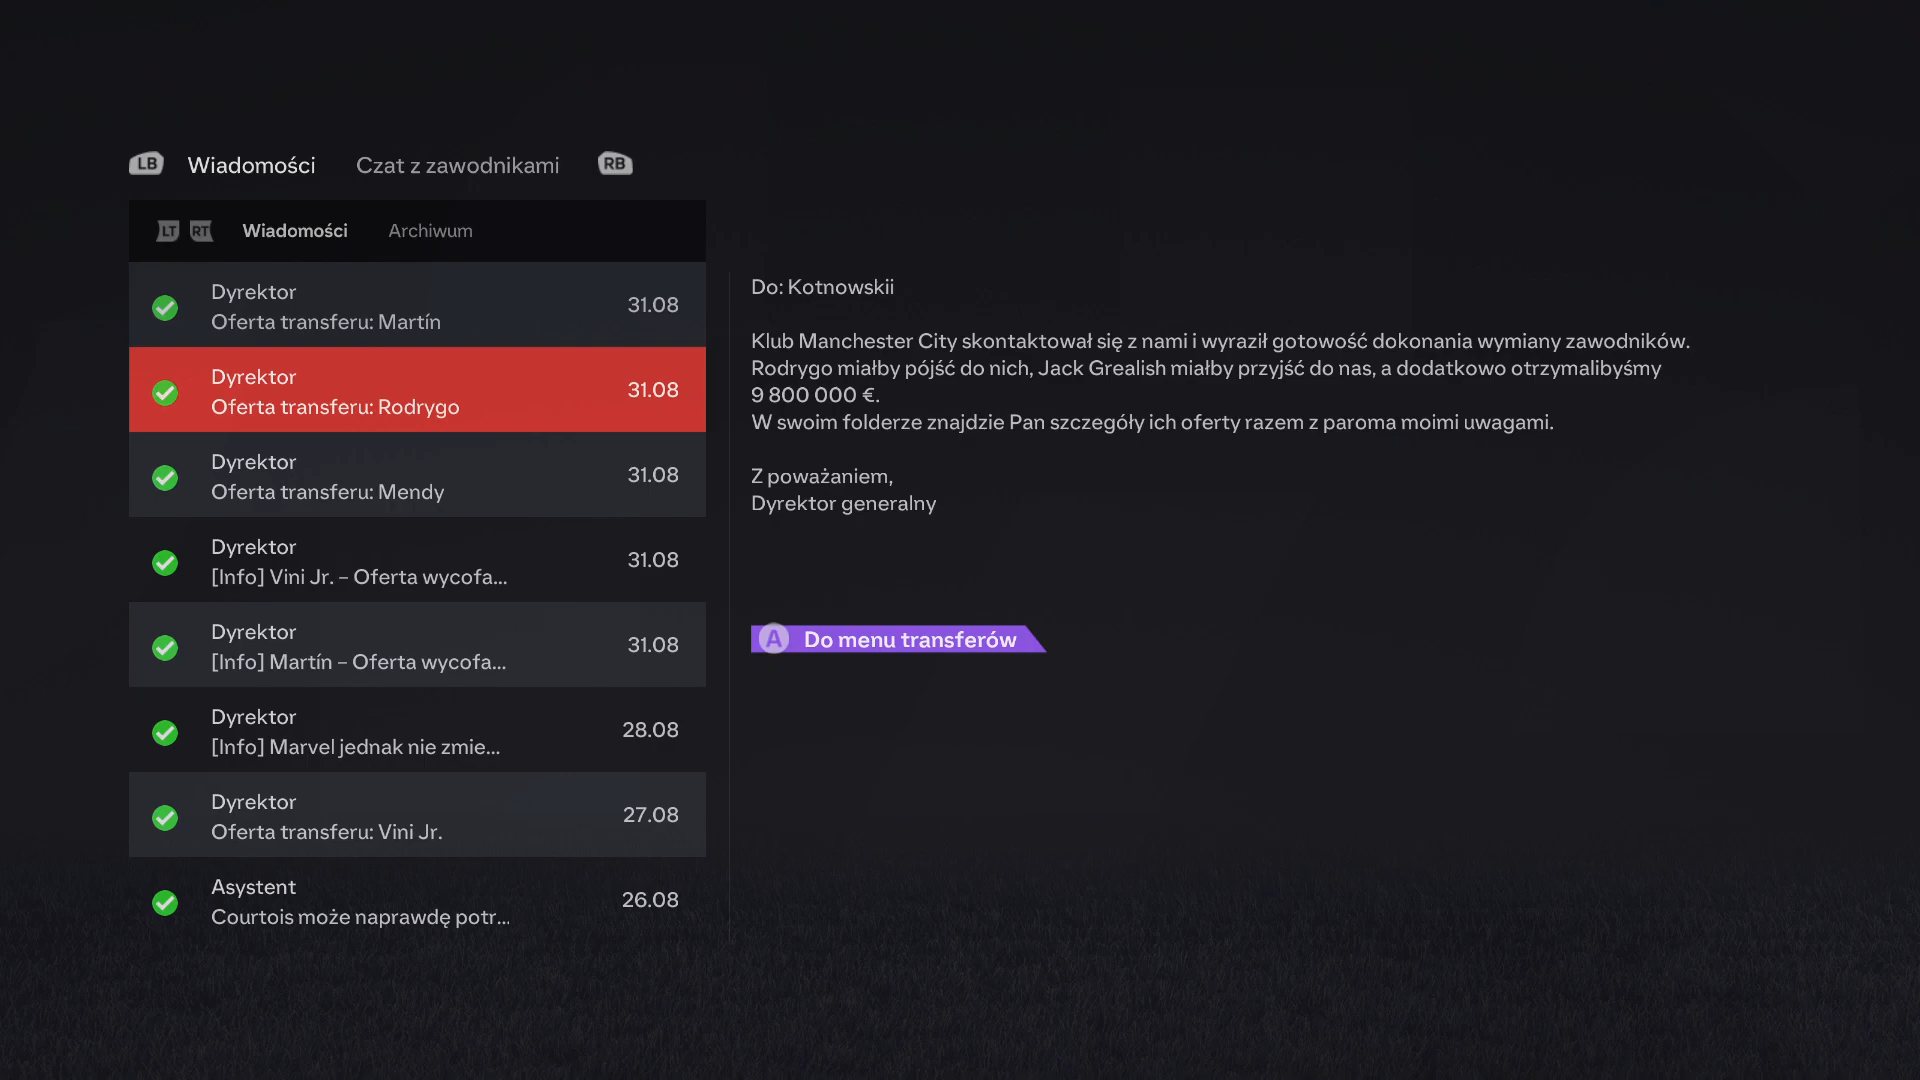 LB Wiadomości Czat z zawodnikami RB
LT RT Wiadomości Archiwum
Dyrektor
Oferta transferu: Martín
31.08
Dyrektor
Oferta transferu: Rodrygo
31.08
Dyrektor
Oferta transferu: Mendy
31.08
Dyrektor
[Info] Vini Jr. – Oferta wycofa...
31.08
Dyrektor
[Info] Martín – Oferta wycofa...
31.08
Dyrektor
[Info] Marvel jednak nie zmie...
28.08
Dyrektor
Oferta transferu: Vini Jr.
27.08
Asystent
Courtois może naprawdę potr...
26.08
Do: Kotnowskii
Klub Manchester City skontaktował się z nami i wyraził gotowość dokonania wymiany zawodników.
Rodrygo miałby pójść do nich, Jack Grealish miałby przyjść do nas, a dodatkowo otrzymalibyśmy
9 800 000 €.
W swoim folderze znajdzie Pan szczegóły ich oferty razem z paroma moimi uwagami.
Z poważaniem,
Dyrektor generalny
A Do menu transferów